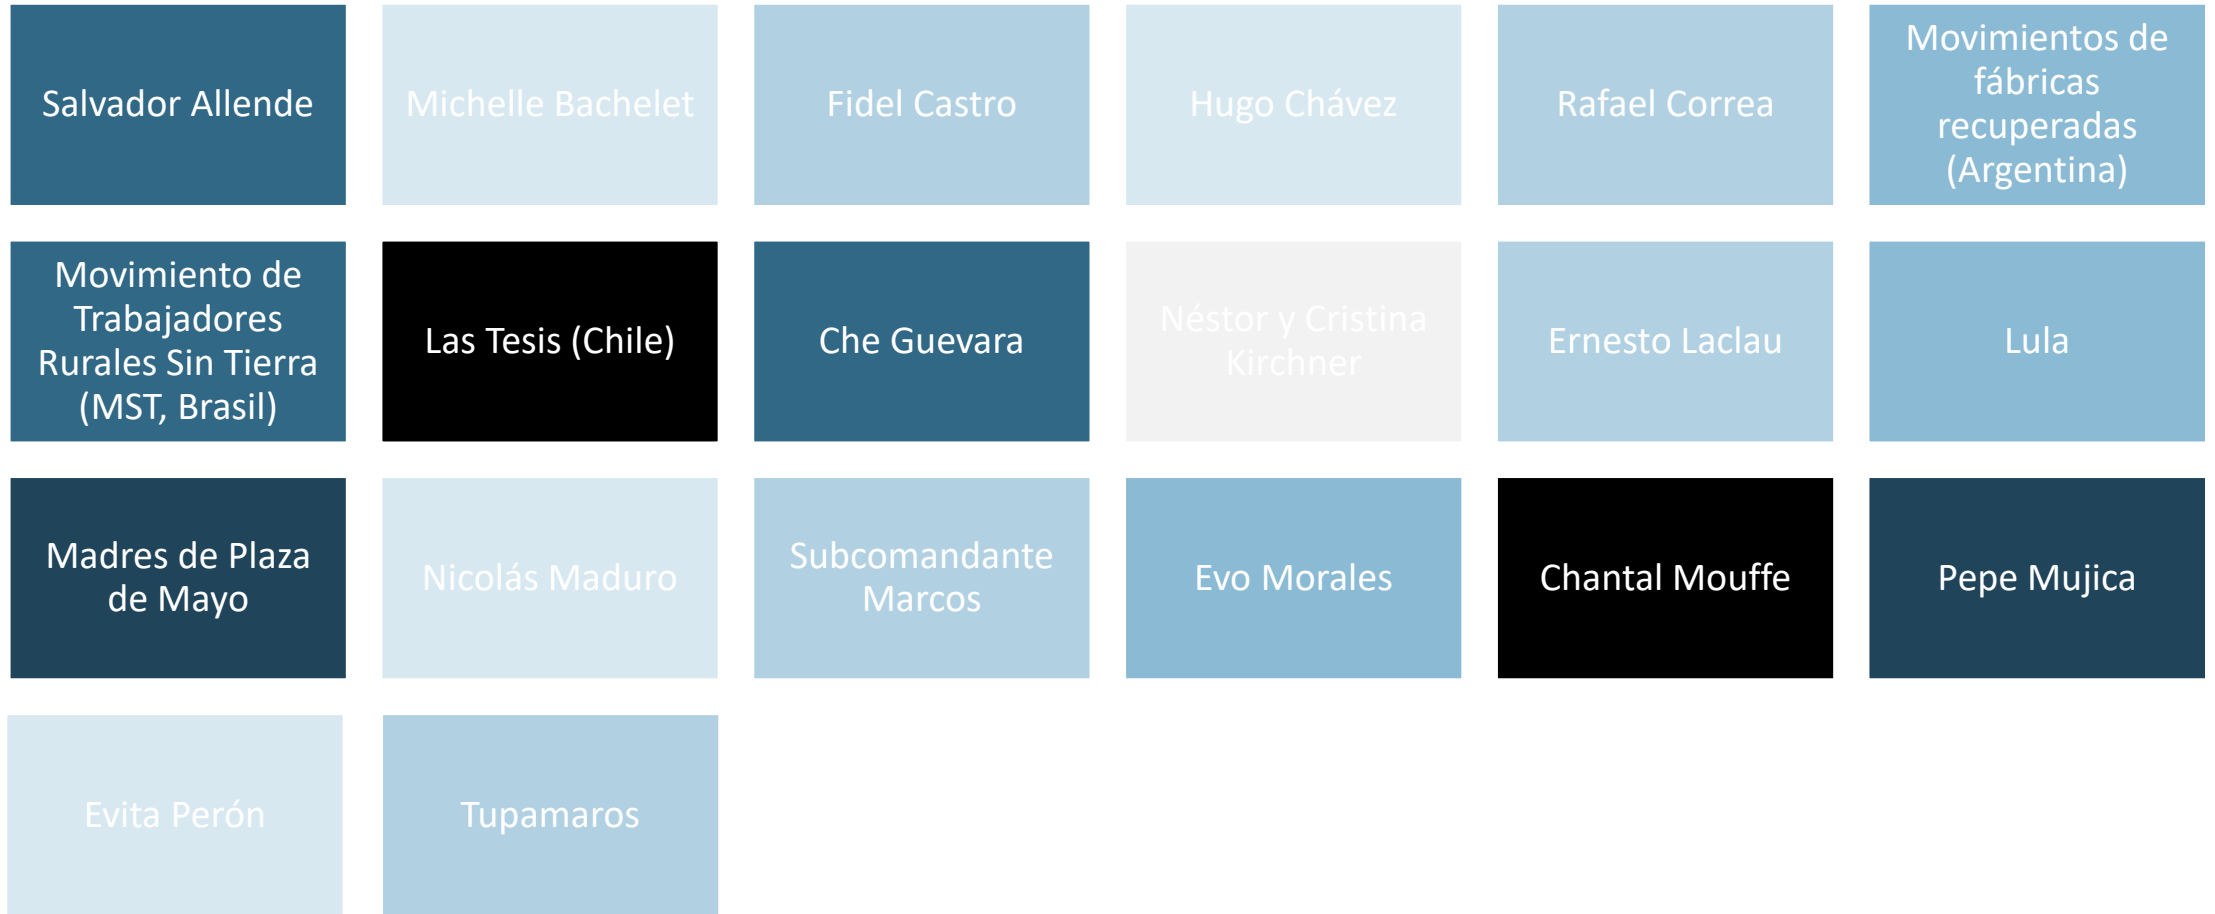 Salvador Allende
Michelle Bachelet
Fidel Castro
Hugo Chávez
Rafael Correa
Movimientos de
fábricas
recuperadas
(Argentina)
Movimiento de
Trabajadores
Rurales Sin Tierra
(MST, Brasil)
Las Tesis (Chile)
Che Guevara
Néstor y Cristina
Kirchner
Ernesto Laclau
Lula
Madres de Plaza
de Mayo
Nicolás Maduro
Subcomandante
Marcos
Evo Morales
Chantal Mouffe
Pepe Mujica
Evita Perón
Tupamaros